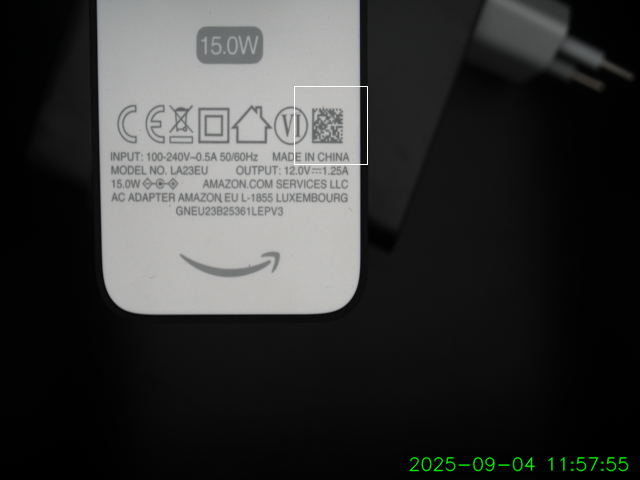 15.0W
CE VI
INPUT: 100-240V~0.5A 50/60Hz MADE IN CHINA
MODEL NO. LA23EU OUTPUT: 12.0V⎓1.25A
15.0W AMAZON.COM SERVICES LLC
AC ADAPTER AMAZON EU L-1855 LUXEMBOURG
GNEU23B25361LEPV3
2025-09-04 11:57:55